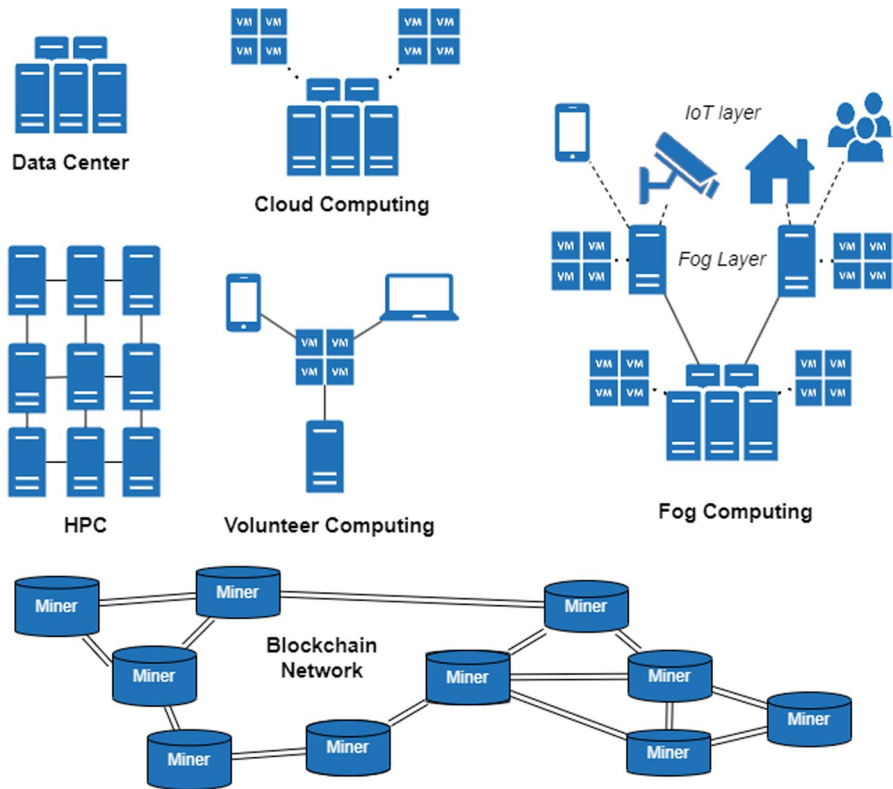 VM VM VM VM
VM VM VM VM
Data Center
Cloud Computing
IoT layer
VM VM
VM VM
Fog Layer
VM VM
VM VM
VM VM
VM VM
VM VM
VM VM
VM VM
VM VM
HPC
Volunteer Computing
Fog Computing
Miner
Miner
Miner
Blockchain
Network
Miner
Miner
Miner
Miner
Miner
Miner
Miner